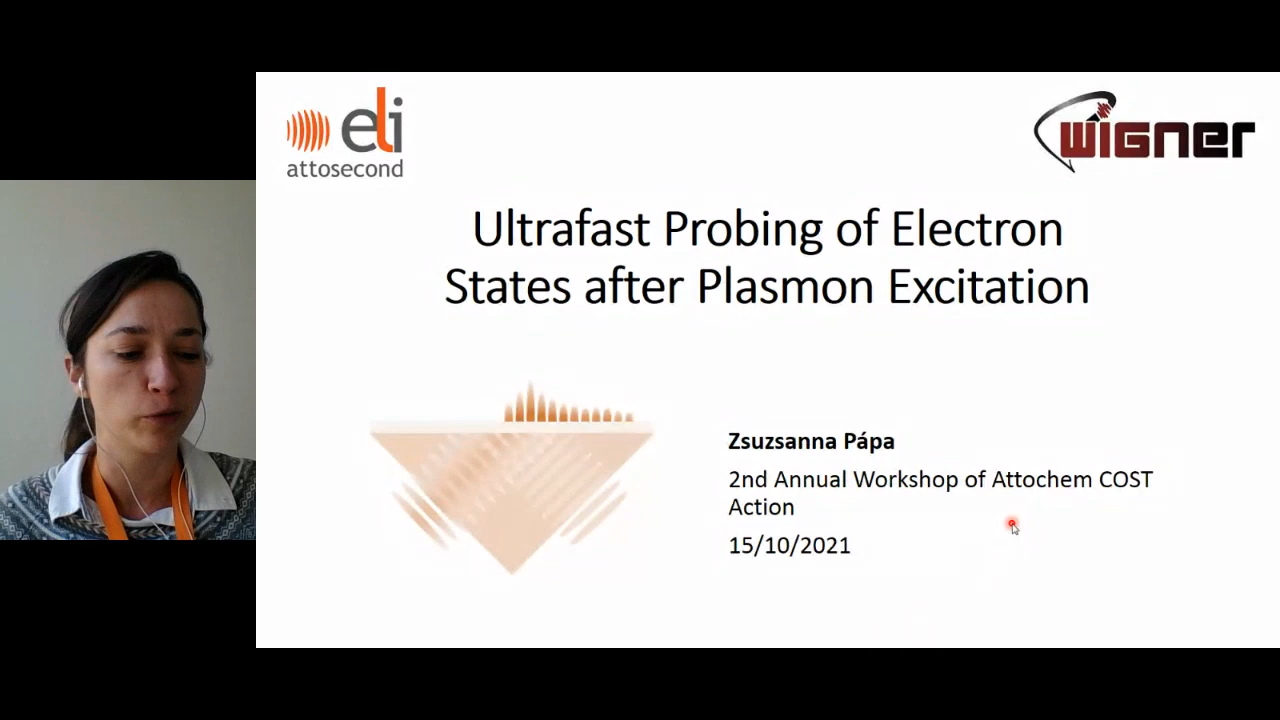 eli
attosecond
wigner
Ultrafast Probing of Electron
States after Plasmon Excitation
Zsuzsanna Pápa
2nd Annual Workshop of Attochem COST
Action
15/10/2021